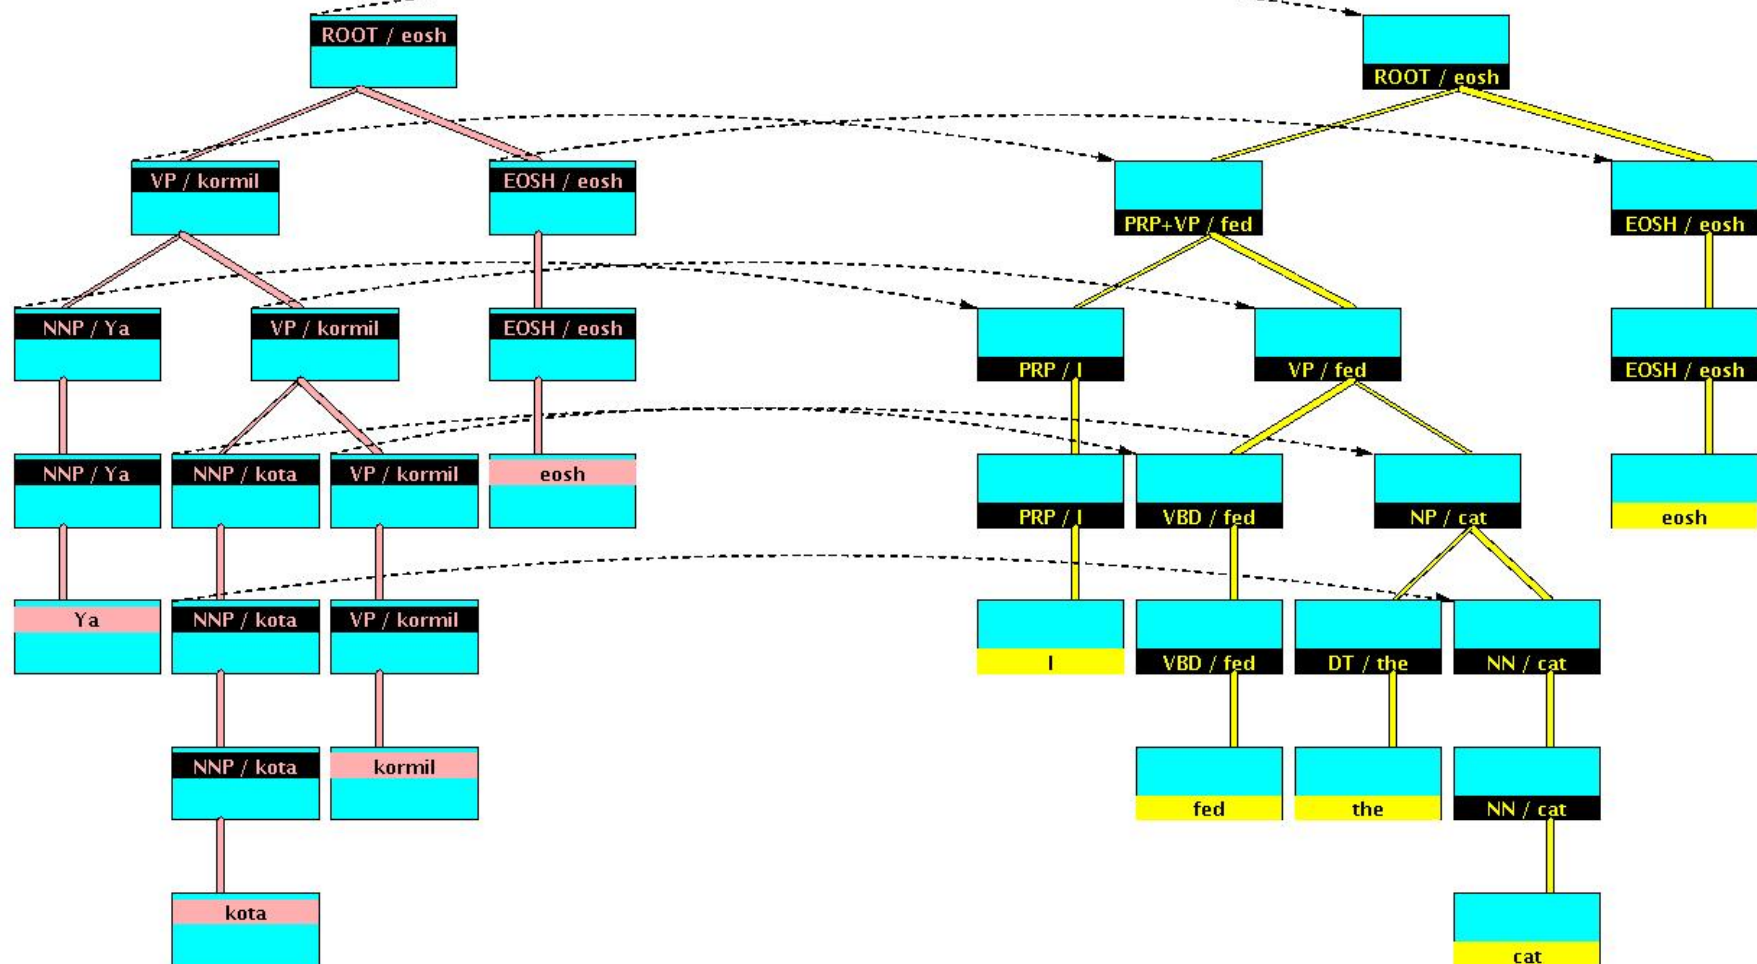 ROOT / eosh
ROOT / eosh
VP / kormil
EOSH / eosh
PRP+VP / fed
EOSH / eosh
NNP / Ya
VP / kormil
EOSH / eosh
PRP / I
VP / fed
EOSH / eosh
NNP / Ya
NNP / kota
VP / kormil
eosh
PRP / I
VBD / fed
NP / cat
eosh
Ya
NNP / kota
VP / kormil
I
VBD / fed
DT / the
NN / cat
NNP / kota
kormil
fed
the
NN / cat
kota
cat